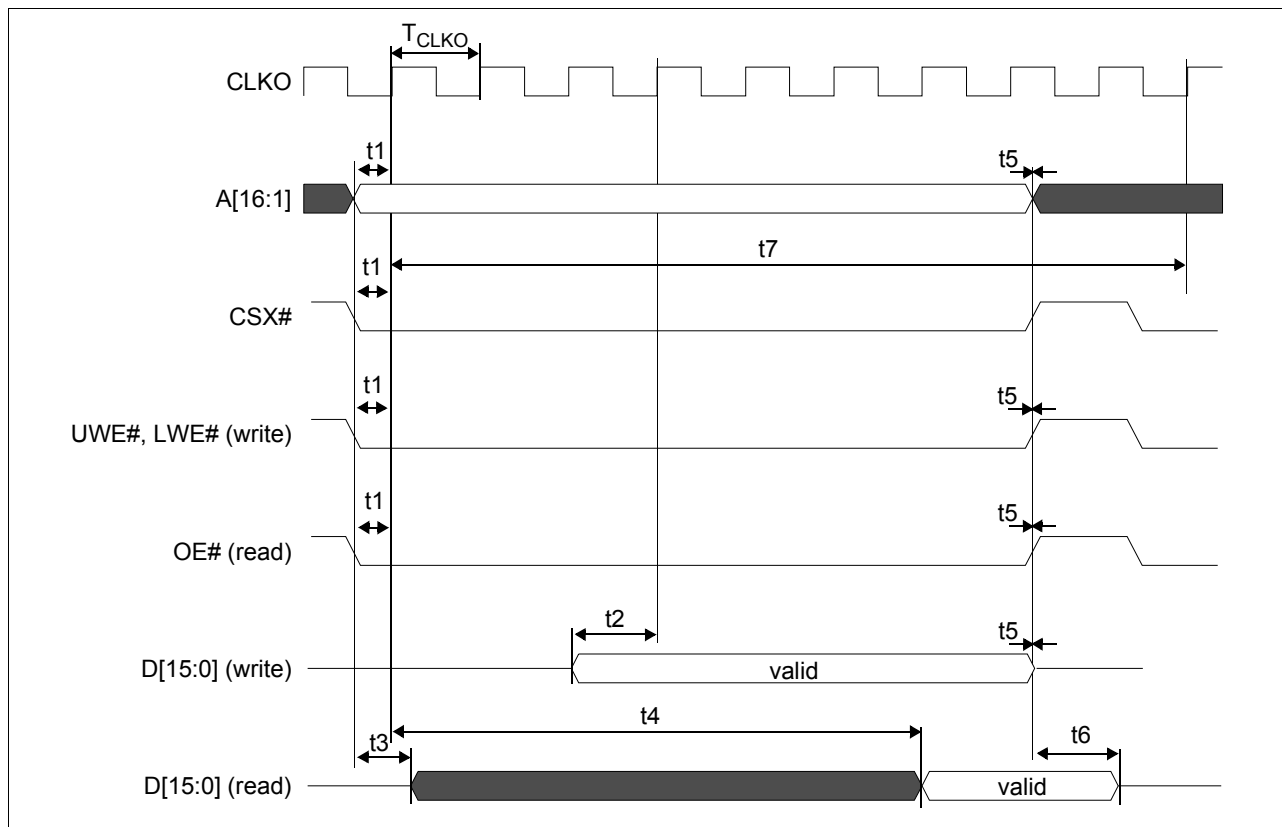 TCLKO
CLKO
t1
t5
A[16:1]
t7
t1
CSX#
t1
t5
UWE#, LWE# (write)
t1
t5
OE# (read)
t2
t5
D[15:0] (write)
valid
t4
t3
t6
D[15:0] (read)
valid